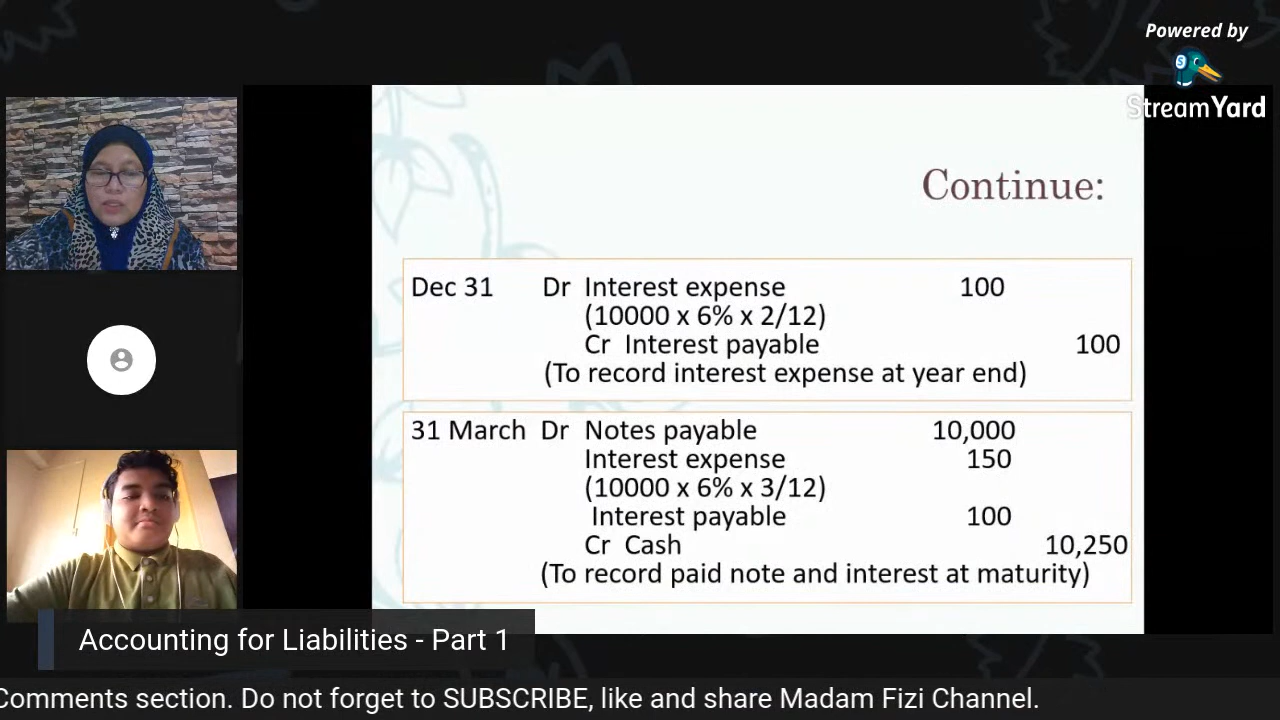 Powered by
StreamYard
Continue:
Dec 31 Dr Interest expense 100
(10000 x 6% x 2/12)
Cr Interest payable 100
(To record interest expense at year end)
31 March Dr Notes payable 10,000
Interest expense 150
(10000 x 6% x 3/12)
Interest payable 100
Cr Cash 10,250
(To record paid note and interest at maturity)
Accounting for Liabilities - Part 1
Comments section. Do not forget to SUBSCRIBE, like and share Madam Fizi Channel.